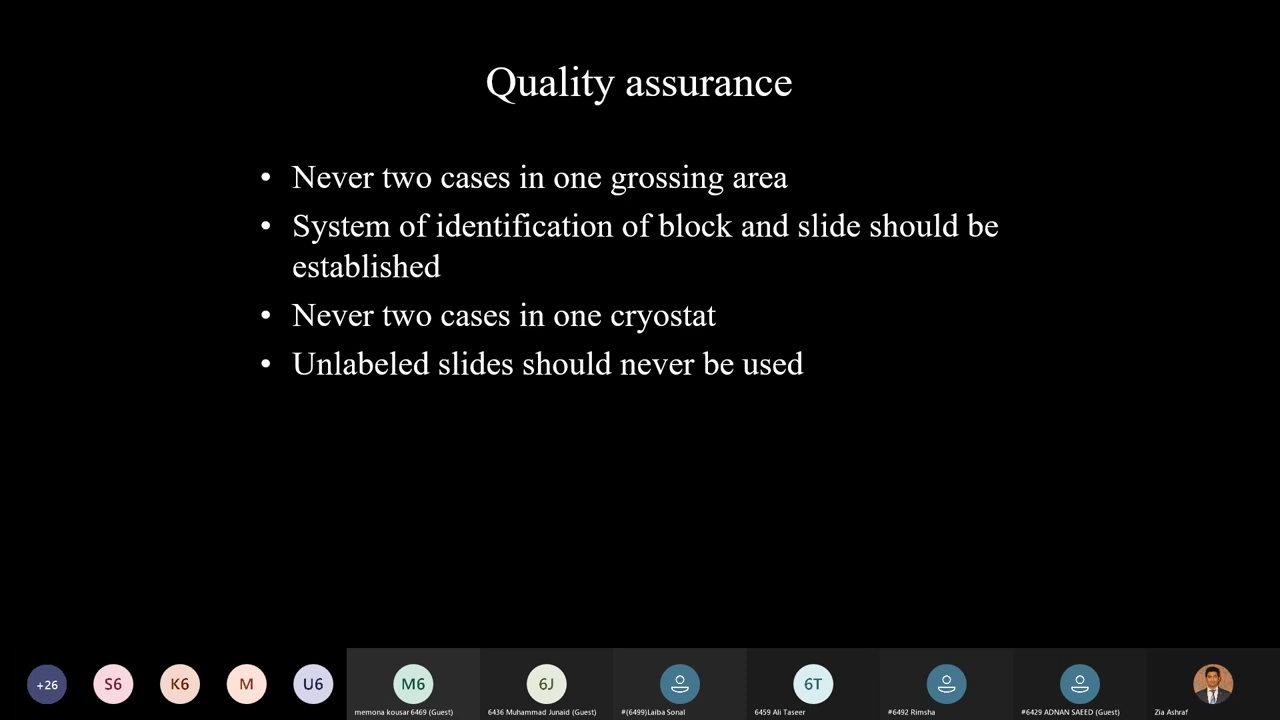 Quality assurance
• Never two cases in one grossing area
• System of identification of block and slide should be
established
• Never two cases in one cryostat
• Unlabeled slides should never be used
+26 S6 K6 M U6 M6 6J 6T
memona kousar 6469 (Guest) 6436 Muhammad Junaid (Guest) #(6499)Laiba Sonal 6459 Ali Taseer #6492 Rimsha #6429 ADNAN SAEED (Guest) Zia Ashraf